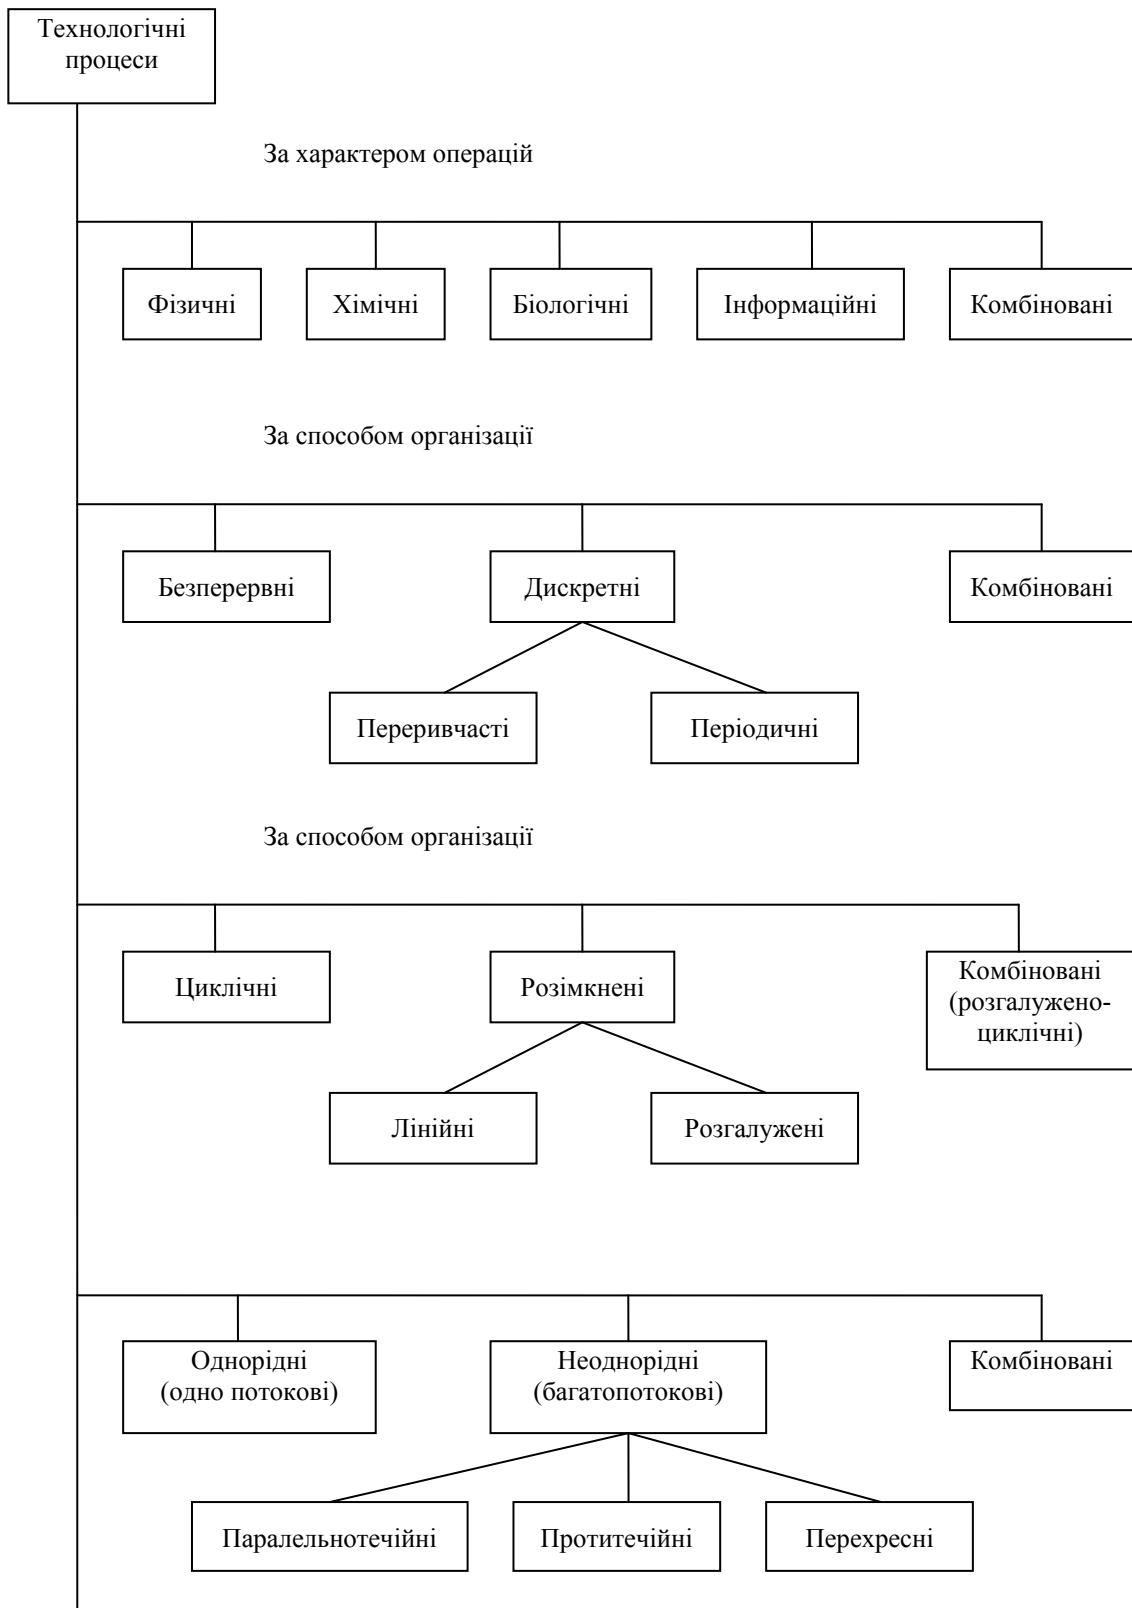 Технологічні
процеси
За характером операцій
Фізичні
Хімічні
Біологічні
Інформаційні
Комбіновані
За способом організації
Безперервні
Дискретні
Комбіновані
Переривчасті
Періодичні
За способом організації
Циклічні
Розімкнені
Комбіновані
(розгалужено-
циклічні)
Лінійні
Розгалужені
Однорідні
(одно потокові)
Неоднорідні
(багатопотокові)
Комбіновані
Паралельнотечійні
Протитечійні
Перехресні